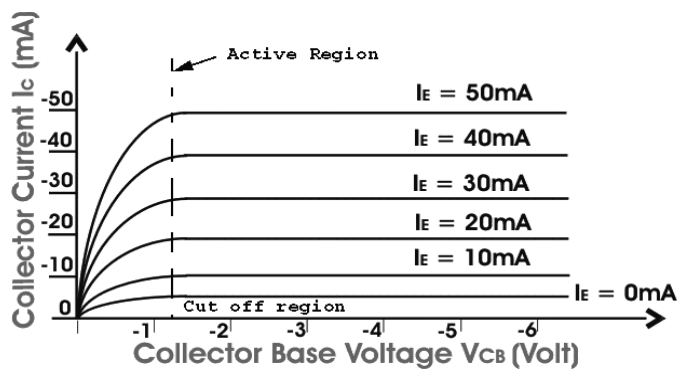 Collector Current Ic (mA)
Active Region
-50
-40
-30
-20
-10
0
IE = 50mA
IE = 40mA
IE = 30mA
IE = 20mA
IE = 10mA
IE = 0mA
Cut off region
-1 -2 -3 -4 -5 -6
Collector Base Voltage VCB (Volt)